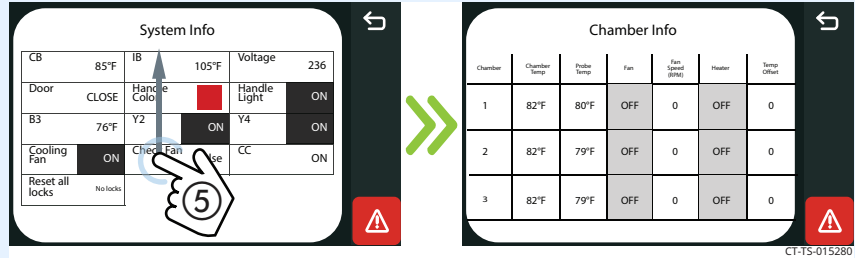 System Info
CB 85°F IB 105°F Voltage 236
Door CLOSE Handle Color Handle Light ON
B3 76°F Y2 ON Y4 ON
Cooling Fan ON Fan CC ON
Reset all locks No locks
5
Chamber Info
Chamber Chamber Temp Probe Temp Fan Fan Speed (RPM) Heater Temp Offset
1 82°F 80°F OFF 0 OFF 0
2 82°F 79°F OFF 0 OFF 0
3 82°F 79°F OFF 0 OFF 0
CT-TS-015280